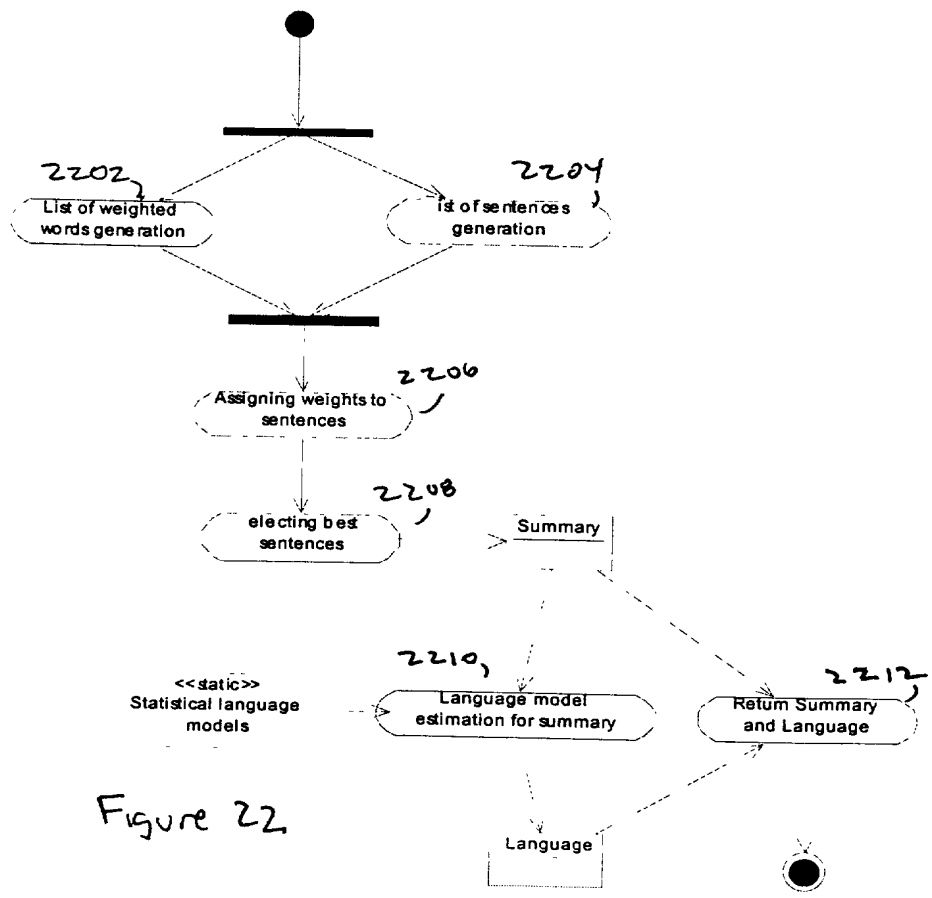 2202
List of weighted
words generation
2204
ist of sentences
generation
2206
Assigning weights to
sentences
2208
electing best
sentences
Summary
2210
<<static>>
Statistical language
models
Language model
estimation for summary
2212
Return Summary
and Language
Figure 22
Language